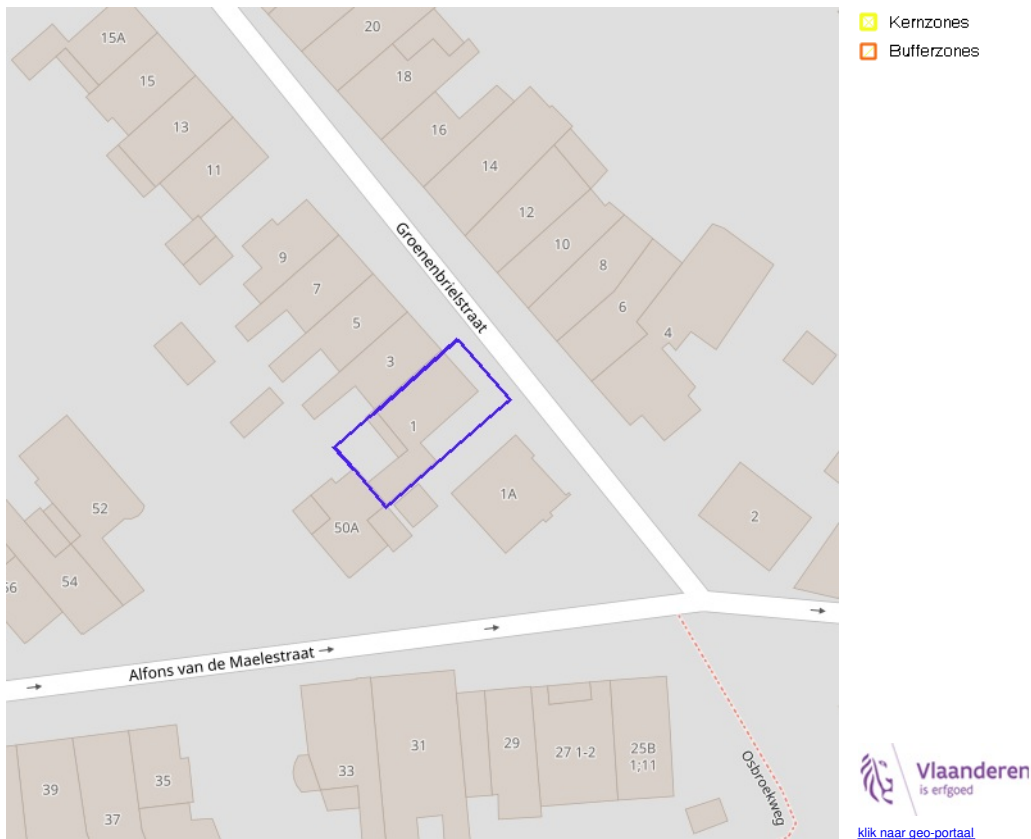 Kernzones
Bufferzones
15A
15
13
11
20
18
16
14
12
10
8
6
4
9
7
5
3
1
1A
2
50A
52
54
Groenenbrielstraat
Alfons van de Maelestraat
Osbroekweg
39
37
35
33
31
29
27 1-2
25B
1;11
Vlaanderen
is erfgoed
klik naar geo-portaal